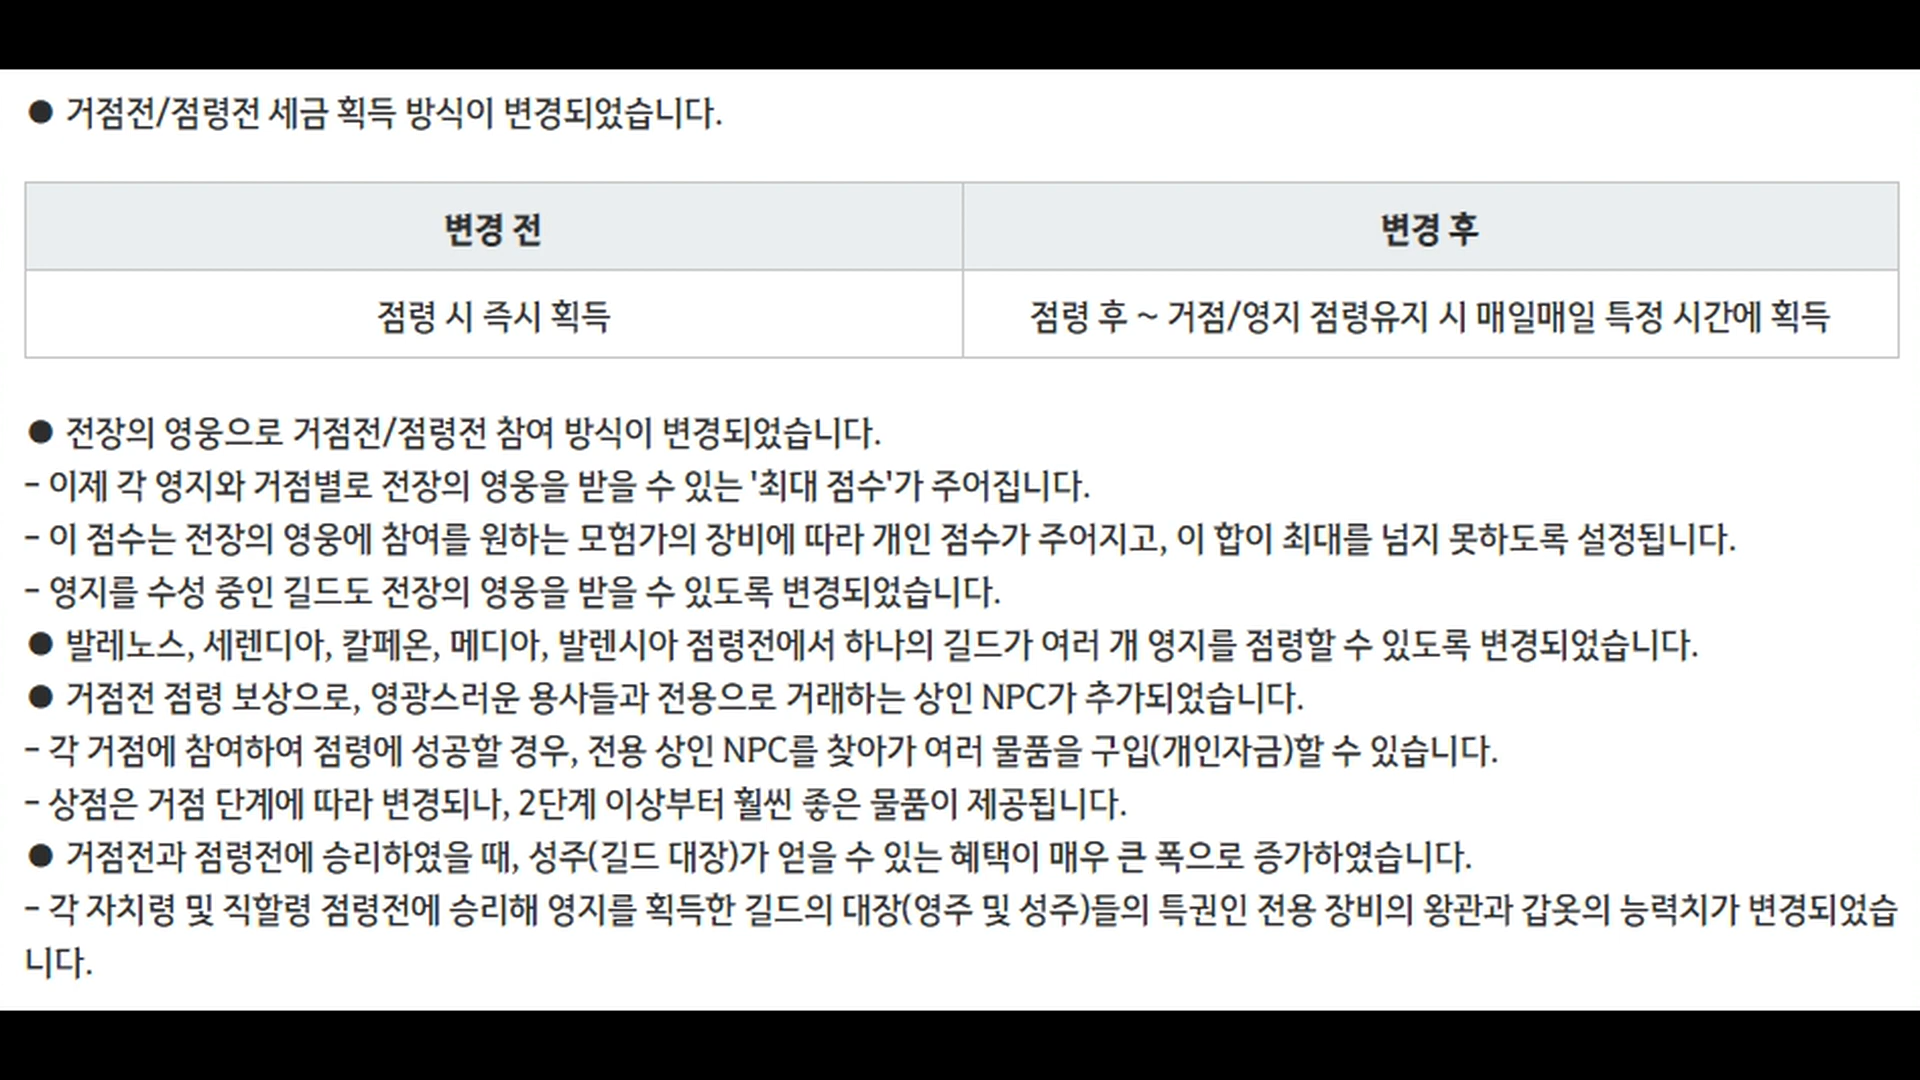 ● 거점전/점령전 세금 획득 방식이 변경되었습니다.
변경 전
변경 후
점령 시 즉시 획득
점령 후 ~ 거점/영지 점령유지 시 매일매일 특정 시간에 획득
● 전장의 영웅으로 거점전/점령전 참여 방식이 변경되었습니다.
- 이제 각 영지와 거점별로 전장의 영웅을 받을 수 있는 '최대 점수'가 주어집니다.
- 이 점수는 전장의 영웅에 참여를 원하는 모험가의 장비에 따라 개인 점수가 주어지고, 이 합이 최대를 넘지 못하도록 설정됩니다.
- 영지를 수성 중인 길드도 전장의 영웅을 받을 수 있도록 변경되었습니다.
● 발레노스, 세렌디아, 칼페온, 메디아, 발렌시아 점령전에서 하나의 길드가 여러 개 영지를 점령할 수 있도록 변경되었습니다.
● 거점전 점령 보상으로, 영광스러운 용사들과 전용으로 거래하는 상인 NPC가 추가되었습니다.
- 각 거점에 참여하여 점령에 성공할 경우, 전용 상인 NPC를 찾아가 여러 물품을 구입(개인자금)할 수 있습니다.
- 상점은 거점 단계에 따라 변경되나, 2단계 이상부터 훨씬 좋은 물품이 제공됩니다.
● 거점전과 점령전에 승리하였을 때, 성주(길드 대장)가 얻을 수 있는 혜택이 매우 큰 폭으로 증가하였습니다.
- 각 자치령 및 직할령 점령전에 승리해 영지를 획득한 길드의 대장(영주 및 성주)들의 특권인 전용 장비의 왕관과 갑옷의 능력치가 변경되었습
니다.